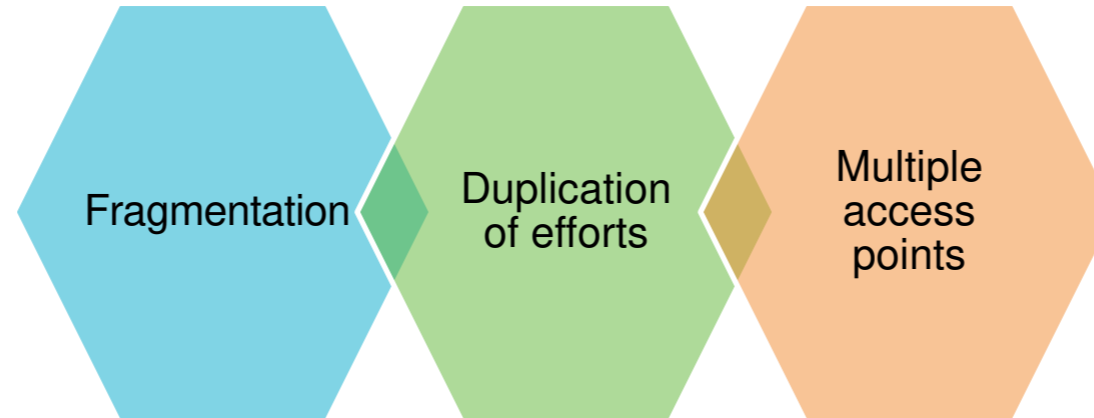 Fragmentation
Duplication
of efforts
Multiple
access
points